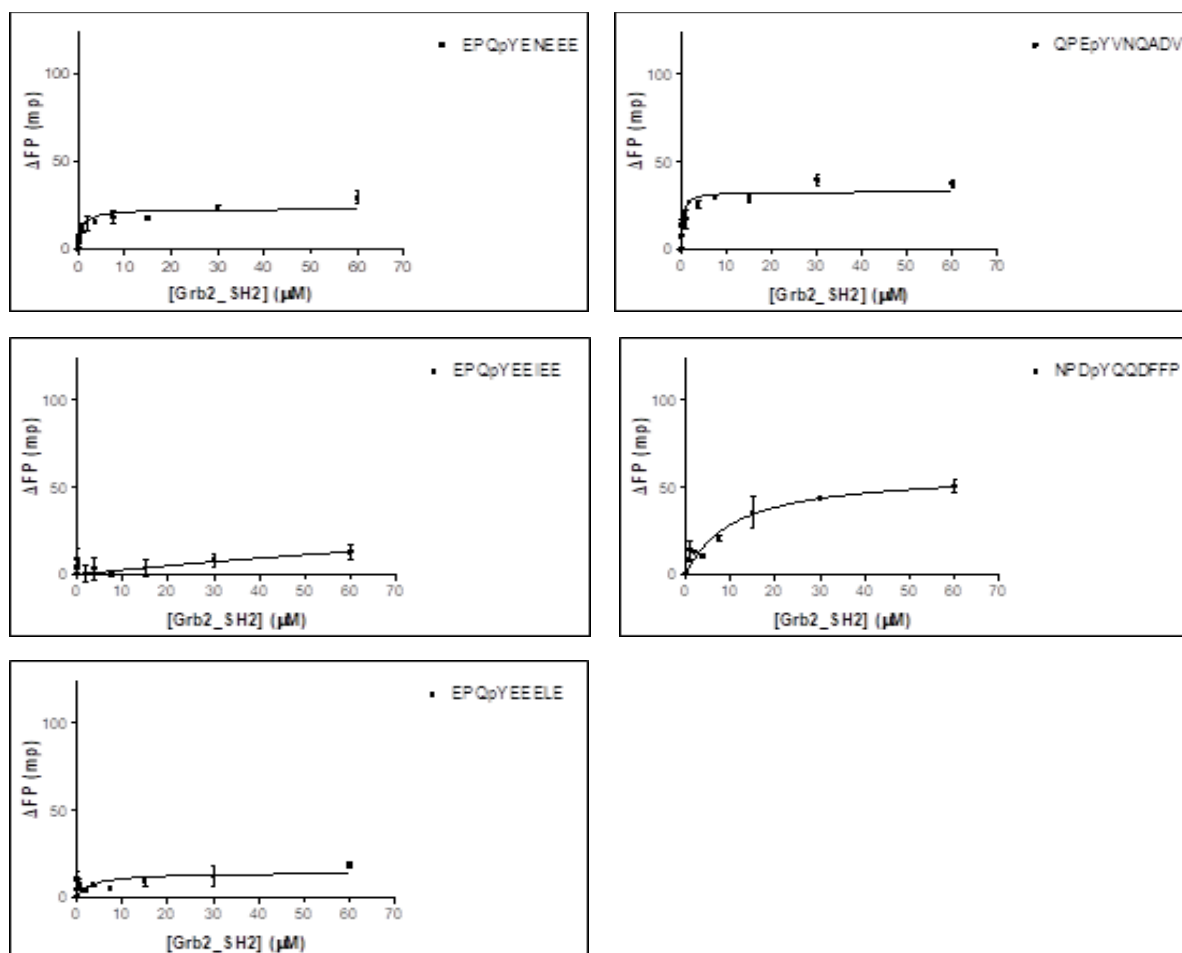 EPQpYENEEE
100
50
0
ΔFP (mp)
0 10 20 30 40 50 60 70
[Grb2_SH2] (μM)
QPEpYVNQADV
100
50
0
ΔFP (mp)
0 10 20 30 40 50 60 70
[Grb2_SH2] (μM)
EPQpYEEIEE
100
50
0
ΔFP (mp)
0 10 20 30 40 50 60 70
[Grb2_SH2] (μM)
NPDpYQQDFFP
100
50
0
ΔFP (mp)
0 10 20 30 40 50 60 70
[Grb2_SH2] (μM)
EPQpYEEELE
100
50
0
ΔFP (mp)
0 10 20 30 40 50 60 70
[Grb2_SH2] (μM)